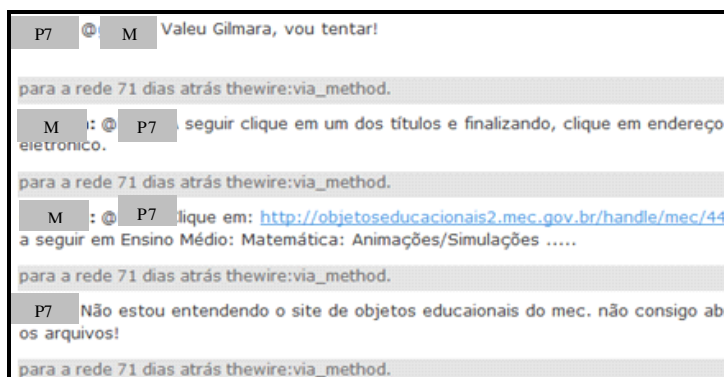 P7 @ M Valeu Gilmara, vou tentar!
para a rede 71 dias atrás thewire:via_method.
M : @ P7 seguir clique em um dos títulos e finalizando, clique em endereço
eletrônico.
para a rede 71 dias atrás thewire:via_method.
M : @ P7 lique em: http://objetoseducacionais2.mec.gov.br/handle/mec/44
a seguir em Ensino Médio: Matemática: Animações/Simulações .....
para a rede 71 dias atrás thewire:via_method.
P7 Não estou entendendo o site de objetos educaionais do mec. não consigo ab
os arquivos!
para a rede 71 dias atrás thewire:via_method.